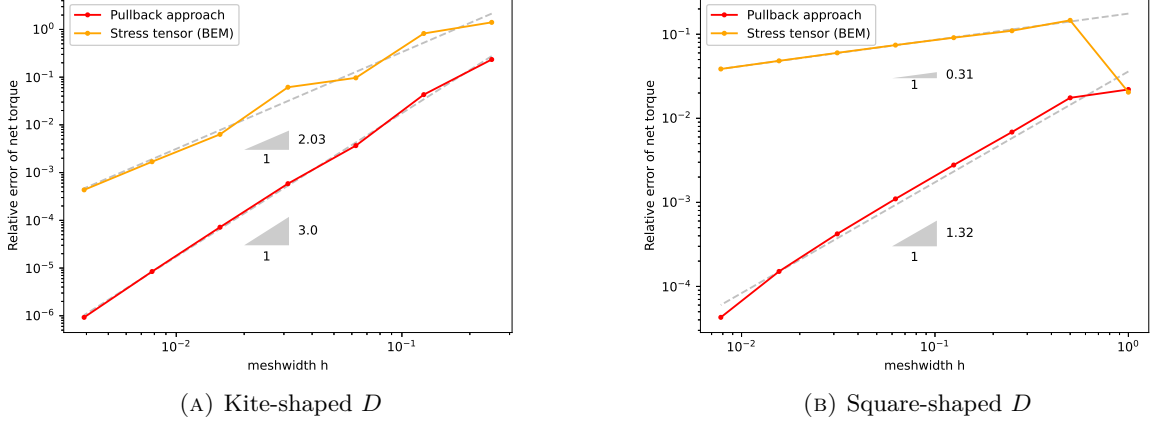 Pullback approach
Stress tensor (BEM)
Relative error of net torque
10^0
10^-1
10^-2
10^-3
10^-4
10^-5
10^-6
2.03
1
3.0
1
10^-2
10^-1
meshwidth h
(A) Kite-shaped D
Pullback approach
Stress tensor (BEM)
Relative error of net torque
10^-1
10^-2
10^-3
10^-4
0.31
1
1.32
1
10^-2
10^-1
10^0
meshwidth h
(B) Square-shaped D